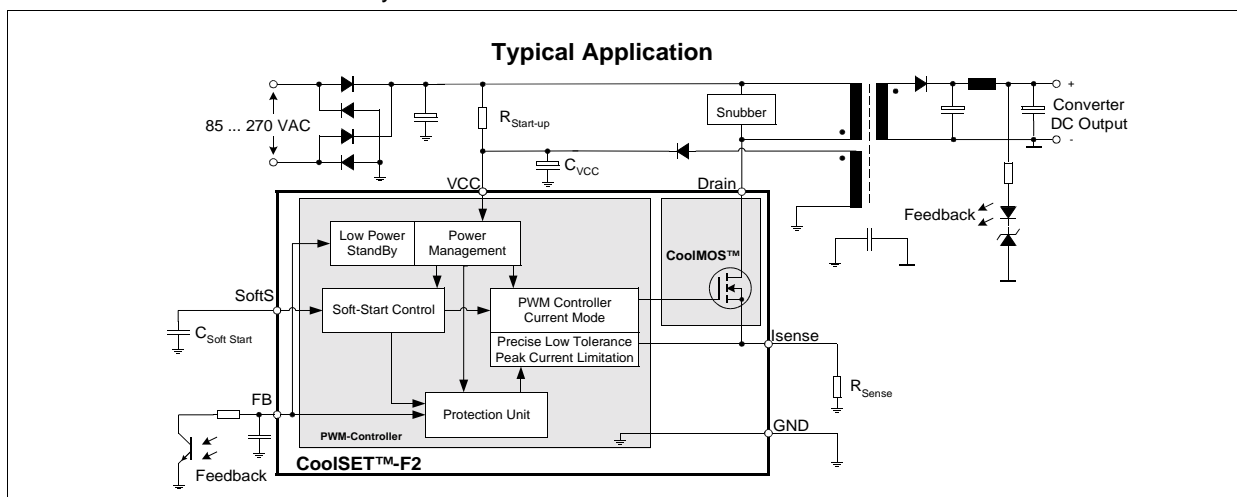 Typical Application
85 ... 270 VAC
RStart-up
Snubber
+
Converter
DC Output
-
CVCC
VCC
Drain
Feedback
Low Power
StandBy
Power
Management
CoolMOS™
SoftS
Soft-Start Control
PWM Controller
Current Mode
CSoft Start
Precise Low Tolerance
Peak Current Limitation
Isense
RSense
FB
Protection Unit
GND
PWM-Controller
Feedback
CoolSET™-F2